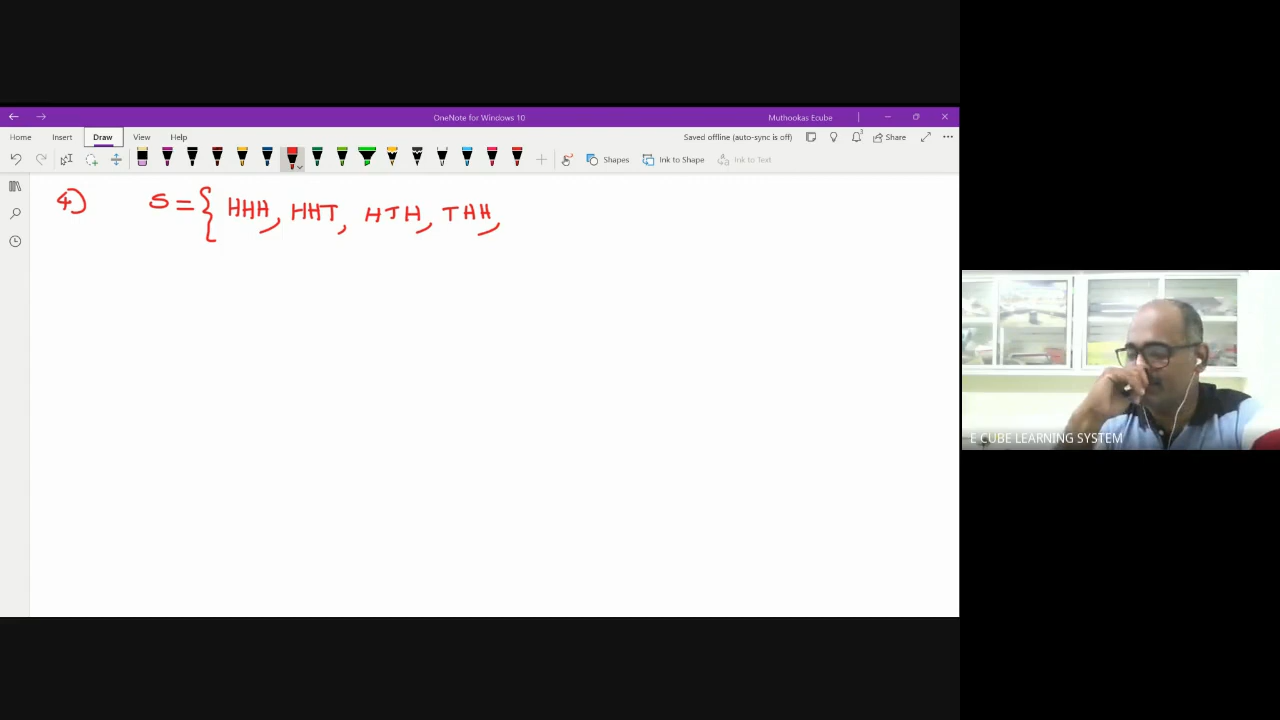 OneNote for Windows 10
Muthookas Ecube
Home Insert Draw View Help
Saved offline (auto-sync is off)
Share
Shapes
Ink to Shape
Ink to Text
4) S = { HHH, HHT, HTH, THH,
E CUBE LEARNING SYSTEM